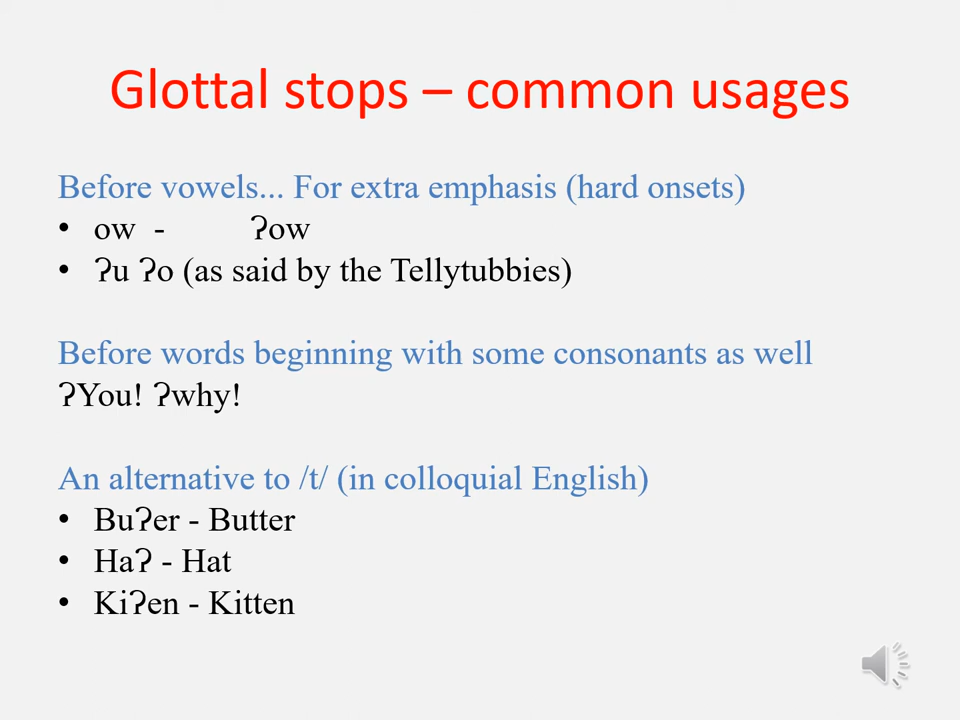 Glottal stops – common usages
Before vowels... For extra emphasis (hard onsets)
• ow - ʔow
• ʔu ʔo (as said by the Tellytubbies)
Before words beginning with some consonants as well
ʔYou! ʔwhy!
An alternative to /t/ (in colloquial English)
• Buʔer - Butter
• Haʔ - Hat
• Kiʔen - Kitten